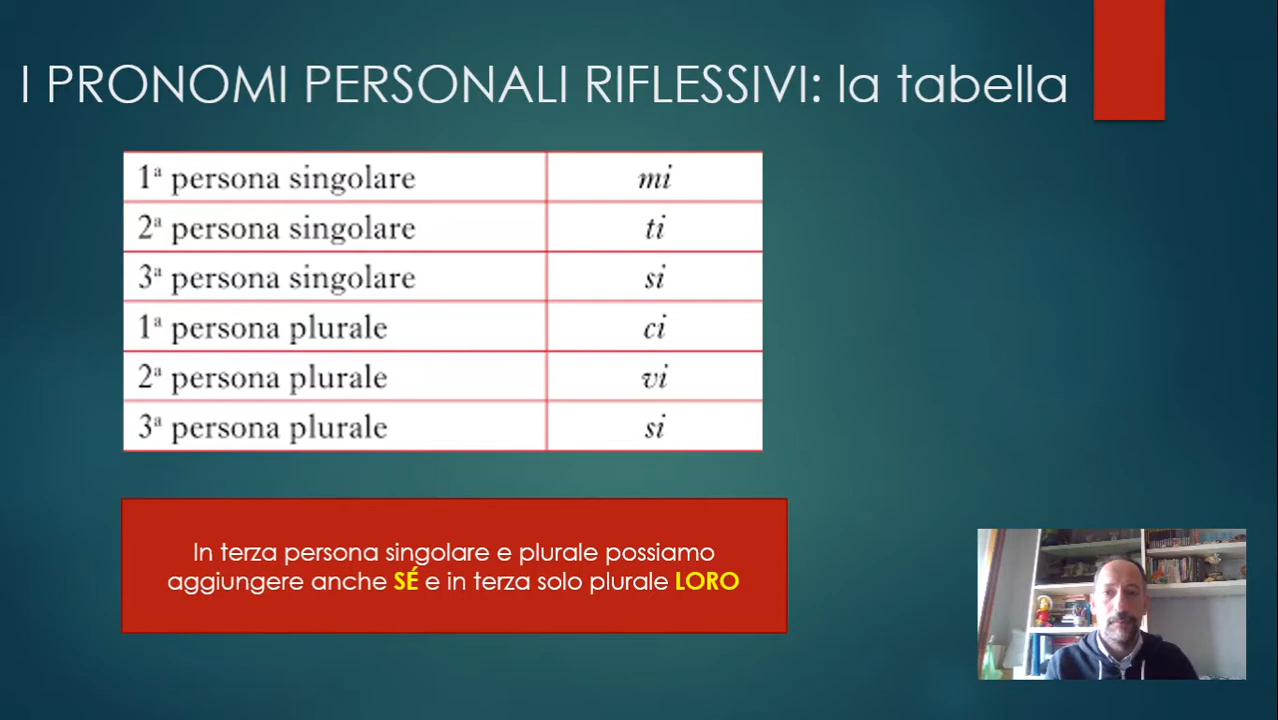 I PRONOMI PERSONALI RIFLESSIVI: la tabella
1ª persona singolare mi
2ª persona singolare ti
3ª persona singolare si
1ª persona plurale ci
2ª persona plurale vi
3ª persona plurale si
In terza persona singolare e plurale possiamo
aggiungere anche SÉ e in terza solo plurale LORO